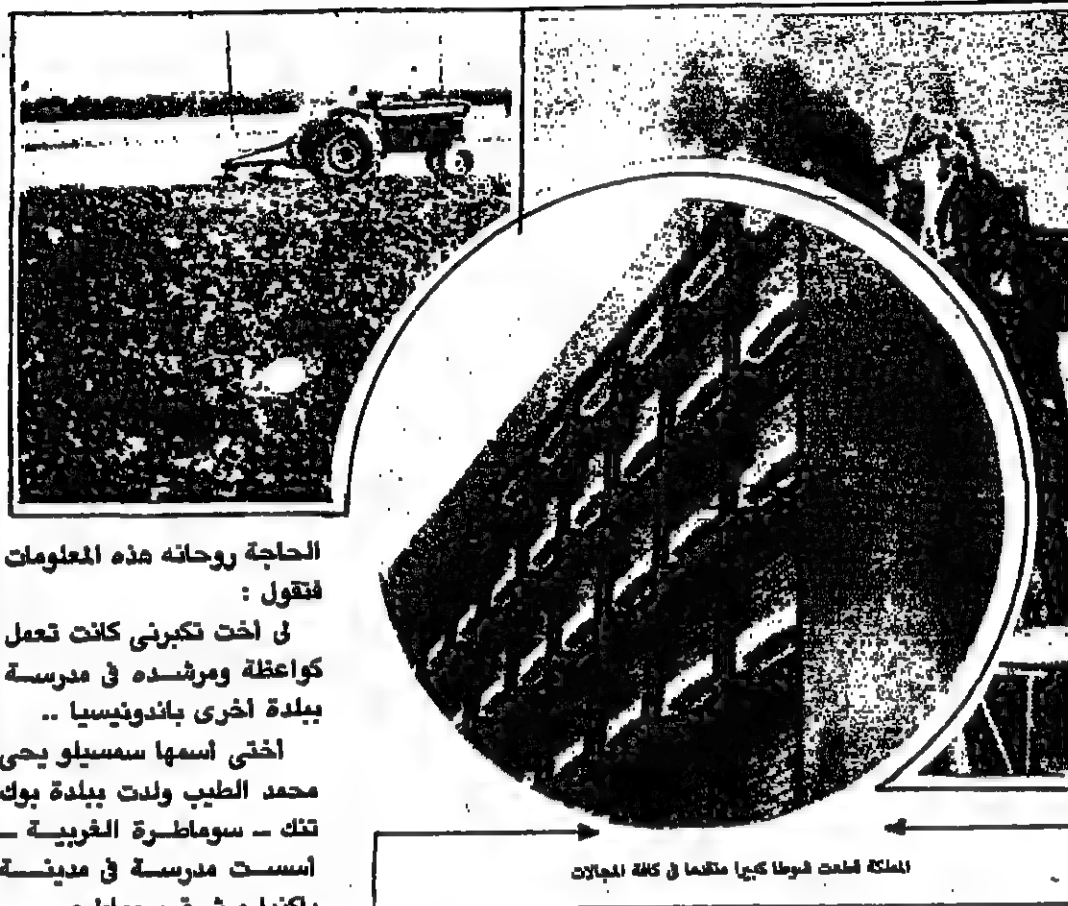 الحاجة روحانه هذه المعلومات
فتقول :
لى أخت تكبرنى كانت تعمل
كواعظة ومرشده فى مدرسة
ببلدة أخرى باندونيسيا ..
أختى اسمها سمسيلو يحى
محمد الطيب ولدت ببلدة بوك
تنك ــ سوماطرة الغربية ــ
أسست مدرسة فى مدينة
المملكة قطعت شوطا كبيرا متقدما فى كافة المجالات